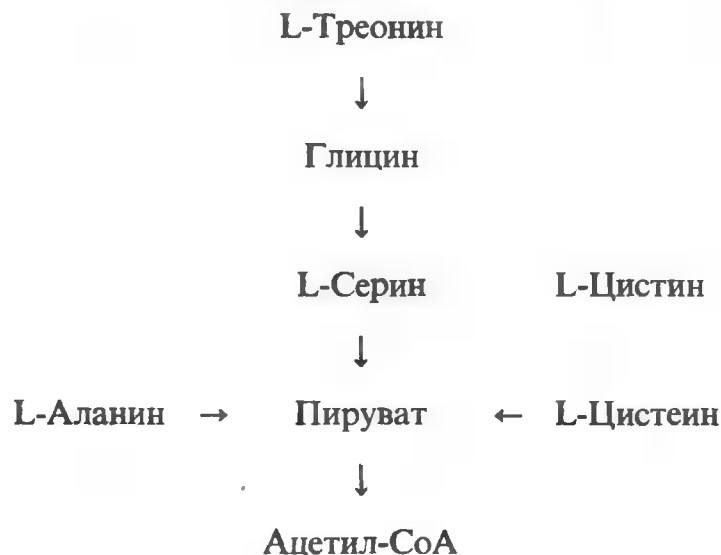 L-Треонин
↓
Глицин
↓
L-Серин L-Цистин
↓
L-Аланин → Пируват ← L-Цистеин
↓
Ацетил-CoA